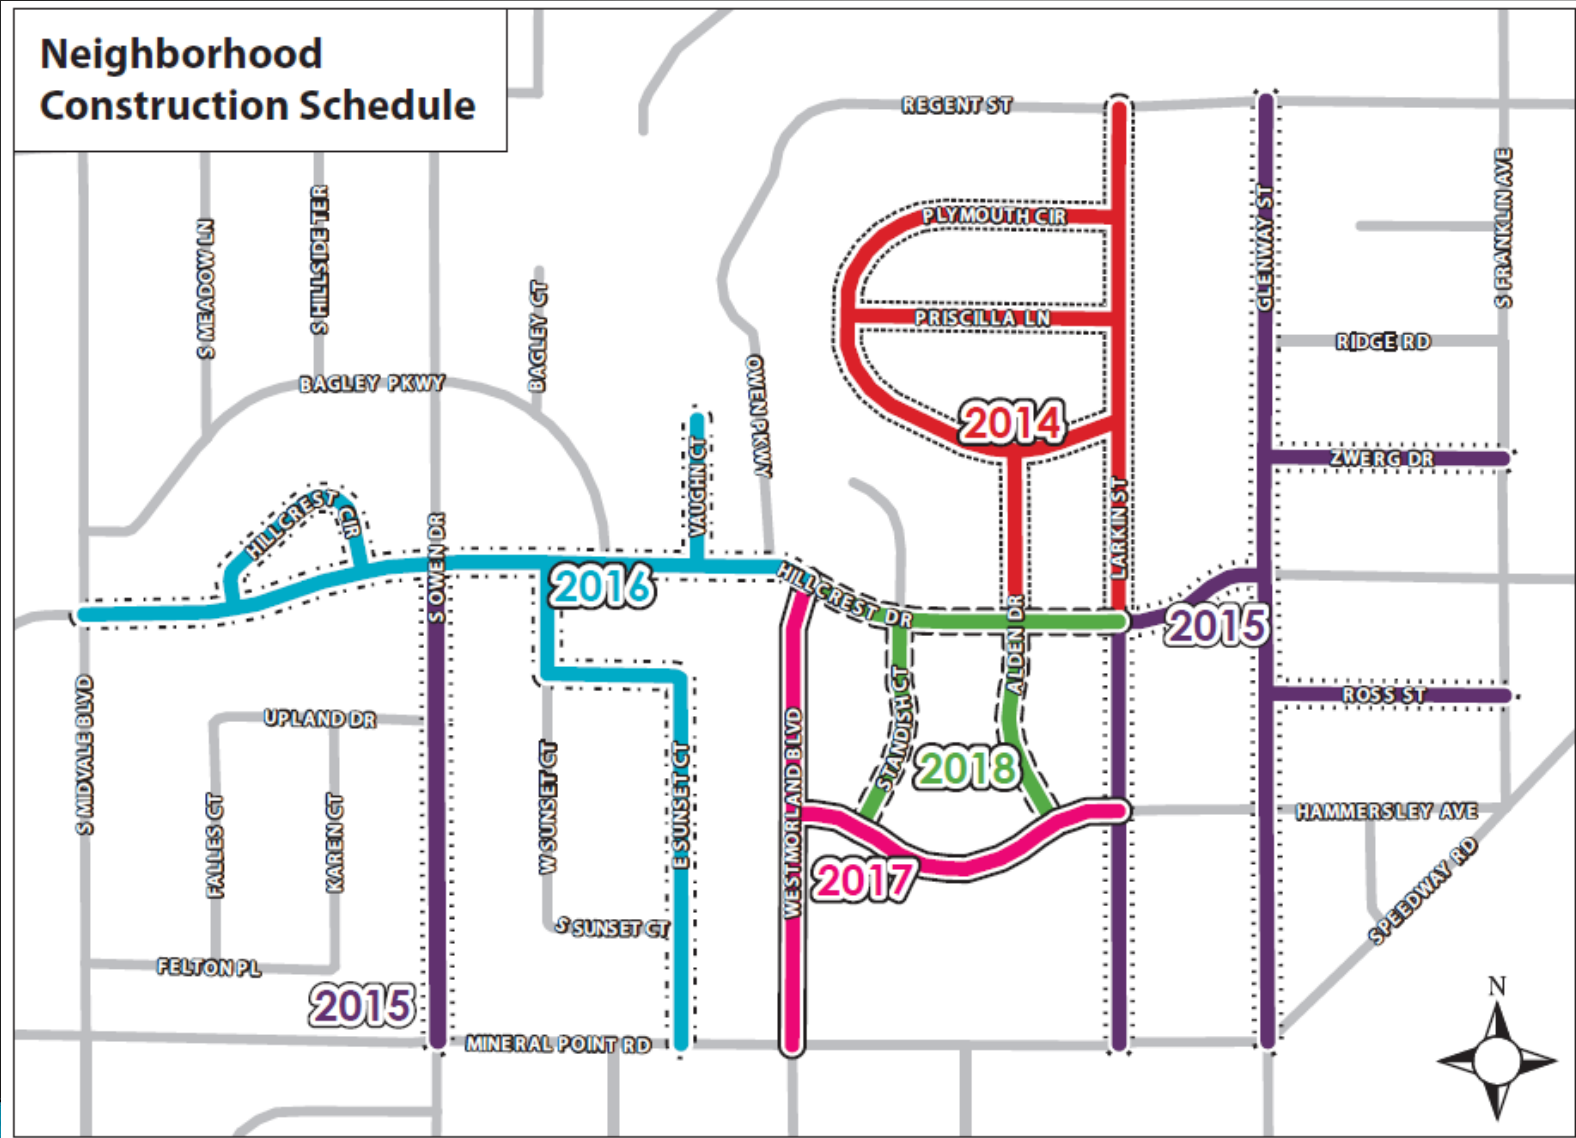 Neighborhood
Construction Schedule
REGENT ST
S MEADOW LN
S HILLSIDE TER
BAGLEY CT
BAGLEY PKWY
OWEN PKWY
PLYMOUTH CIR
PRISCILLA LN
2014
LARKIN ST
GLENWAY ST
S FRANKLIN AVE
RIDGE RD
ZWERG DR
VAUGHN CT
HILLCREST CIR
S OWEN DR
2016
HILLCREST DR
ALDEN DR
2015
ROSS ST
S MIDVALE BLVD
UPLAND DR
FALLES CT
KAREN CT
W SUNSET CT
E SUNSET CT
WESTMORLAND BLVD
STANDISH CT
2018
2017
HAMMERSLEY AVE
SPEEDWAY RD
S SUNSET CT
FELTON PL
2015
MINERAL POINT RD
N